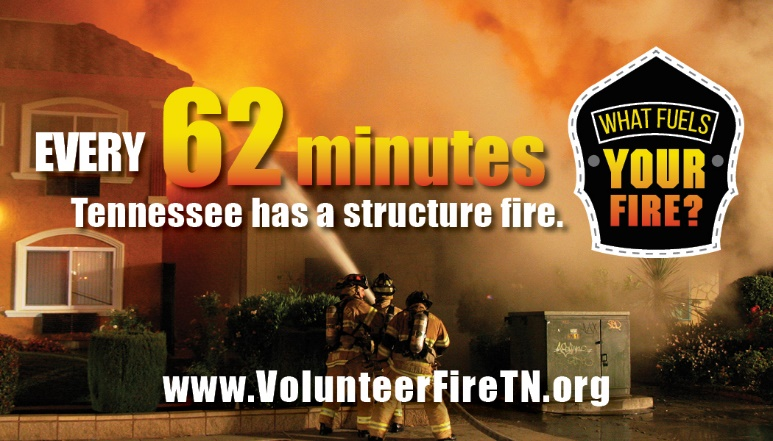 EVERY 62 minutes
Tennessee has a structure fire.
WHAT FUELS
YOUR
FIRE?
www.VolunteerFireTN.org